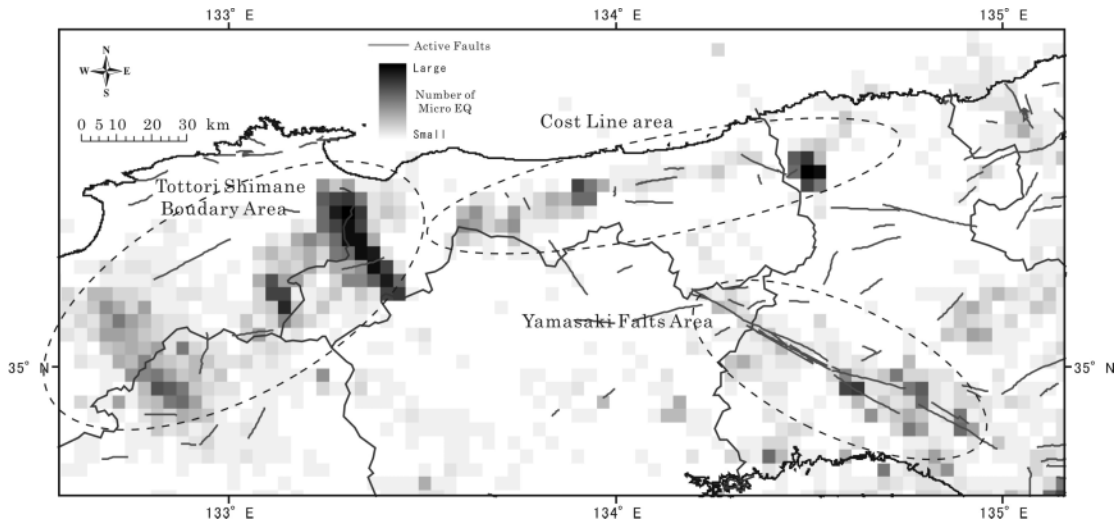 133° E
134° E
135° E
N
W E
S
0 5 10 20 30 km
Active Faults
Large
Number of
Micro EQ
Small
Cost Line area
Tottori Shimane
Boudary Area
Yamasaki Falts Area
35° N
35° N
133° E
134° E
135° E